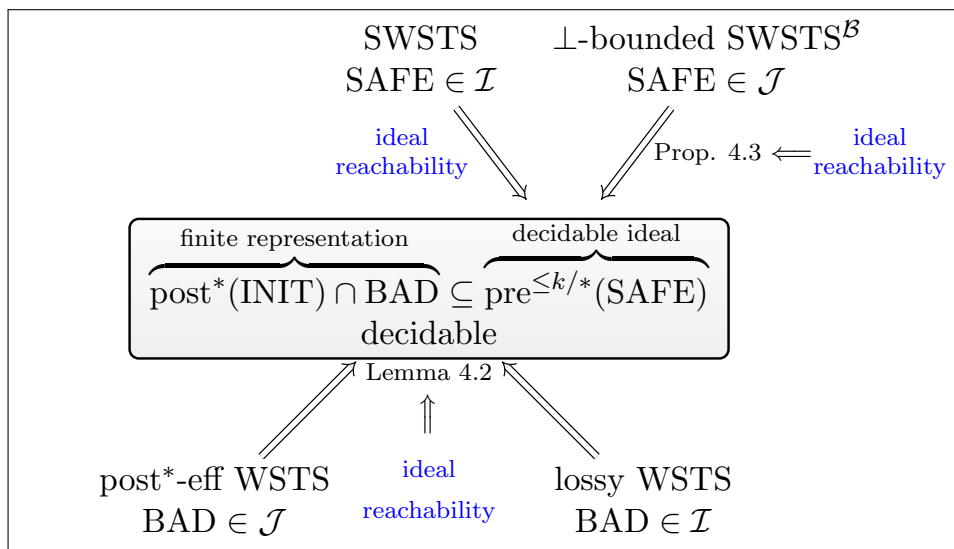 SWSTS ⊥-bounded SWSTS^ℬ
SAFE ∈ ℐ SAFE ∈ 𝒥
ideal
reachability
Prop. 4.3 ⟸ ideal
reachability
finite representation decidable ideal
post*(INIT) ∩ BAD ⊆ pre^{≤k/*}(SAFE)
decidable
Lemma 4.2
post*-eff WSTS ideal lossy WSTS
BAD ∈ 𝒥 reachability BAD ∈ ℐ